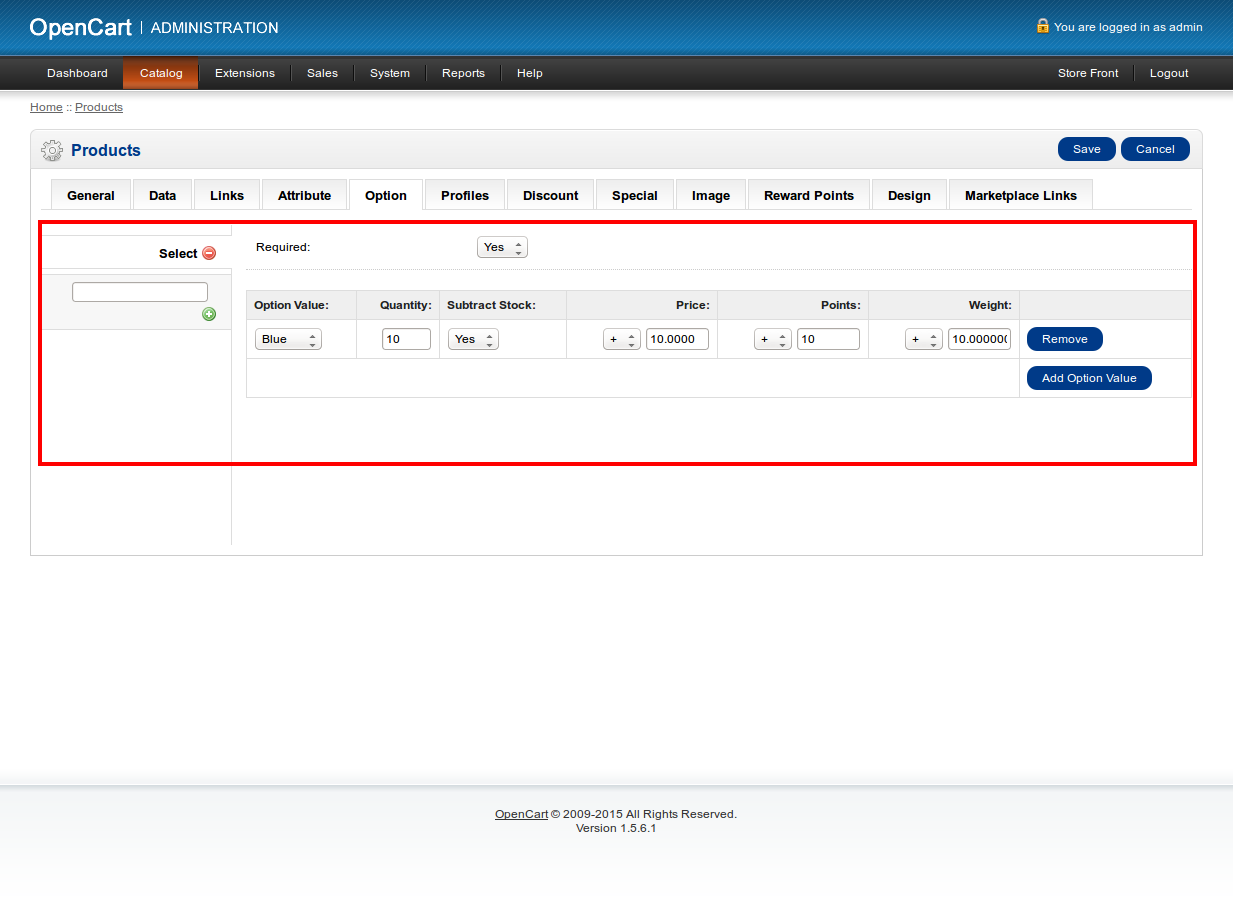 OpenCart | ADMINISTRATION
You are logged in as admin
Dashboard Catalog Extensions Sales System Reports Help Store Front Logout
Home :: Products
Products Save Cancel
General Data Links Attribute Option Profiles Discount Special Image Reward Points Design Marketplace Links
Select
Required: Yes
Option Value: Quantity: Subtract Stock: Price: Points: Weight:
Blue 10 Yes + 10.0000 + 10 + 10.000000 Remove
Add Option Value
OpenCart © 2009-2015 All Rights Reserved.
Version 1.5.6.1